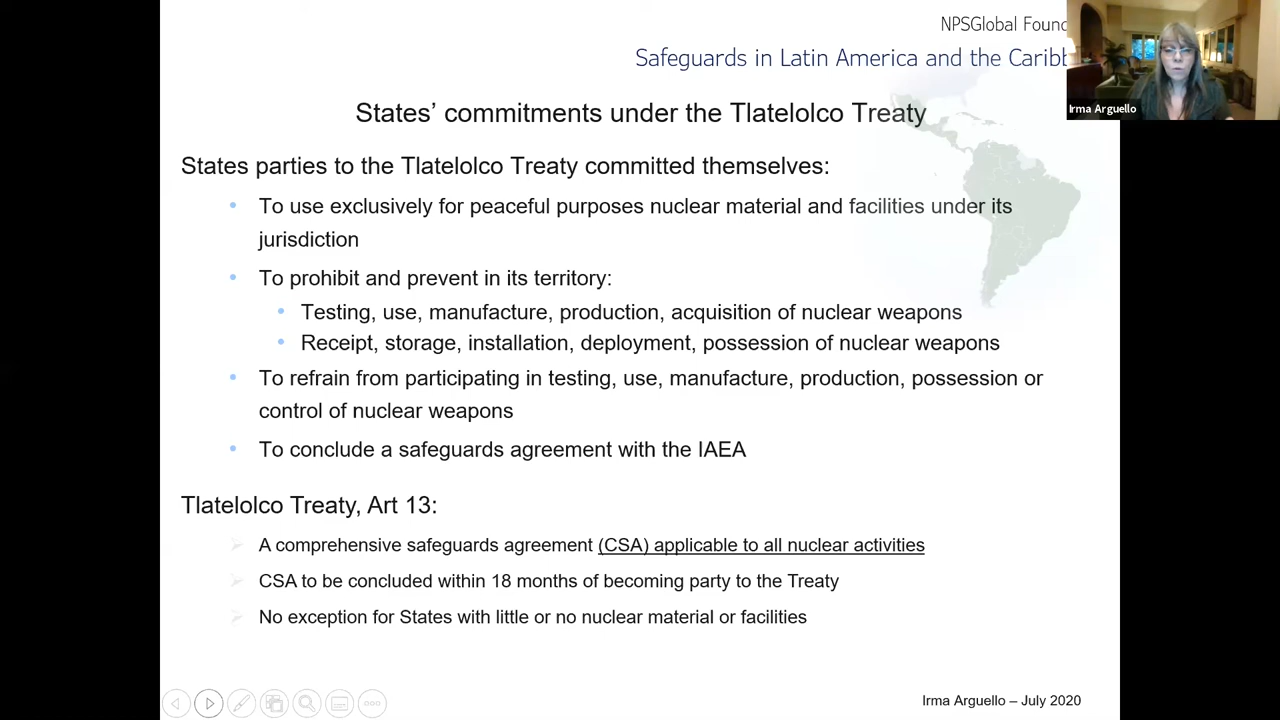 NPSGlobal Found
Safeguards in Latin America and the Caribb
Irma Arguello
States’ commitments under the Tlatelolco Treaty
States parties to the Tlatelolco Treaty committed themselves:
To use exclusively for peaceful purposes nuclear material and facilities under its
jurisdiction
To prohibit and prevent in its territory:
Testing, use, manufacture, production, acquisition of nuclear weapons
Receipt, storage, installation, deployment, possession of nuclear weapons
To refrain from participating in testing, use, manufacture, production, possession or
control of nuclear weapons
To conclude a safeguards agreement with the IAEA
Tlatelolco Treaty, Art 13:
A comprehensive safeguards agreement (CSA) applicable to all nuclear activities
CSA to be concluded within 18 months of becoming party to the Treaty
No exception for States with little or no nuclear material or facilities
Irma Arguello – July 2020